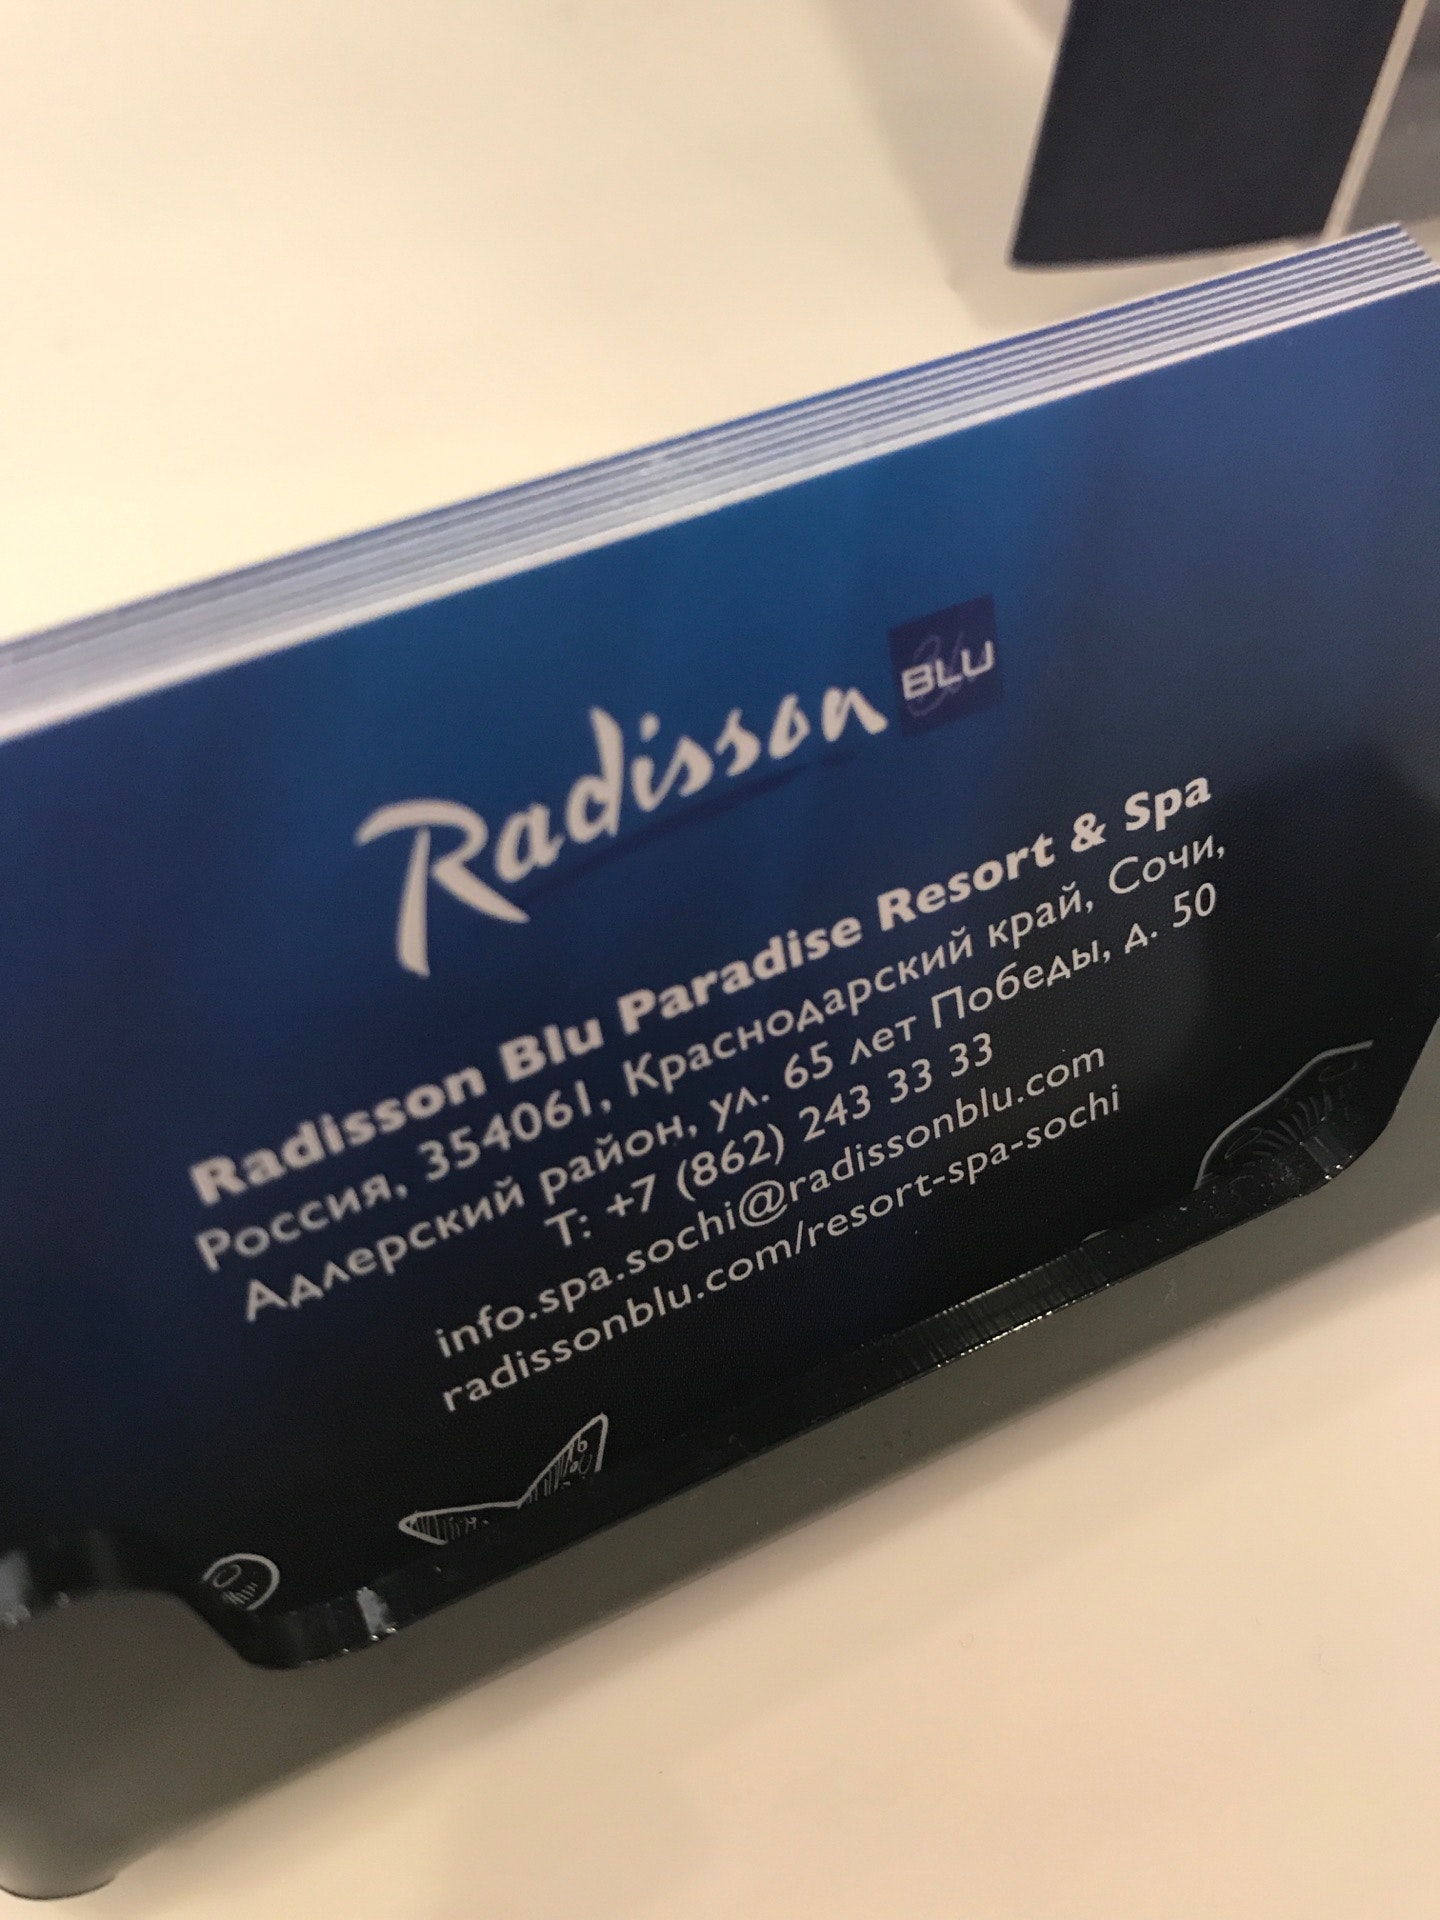 Radisson BLU
Radisson Blu Paradise Resort & Spa
Россия, 354061, Краснодарский край, Сочи,
Адлерский район, ул. 65 лет Победы, д. 50
Т: +7 (862) 243 33 33
info.spa.sochi@radissonblu.com
radissonblu.com/resort-spa-sochi